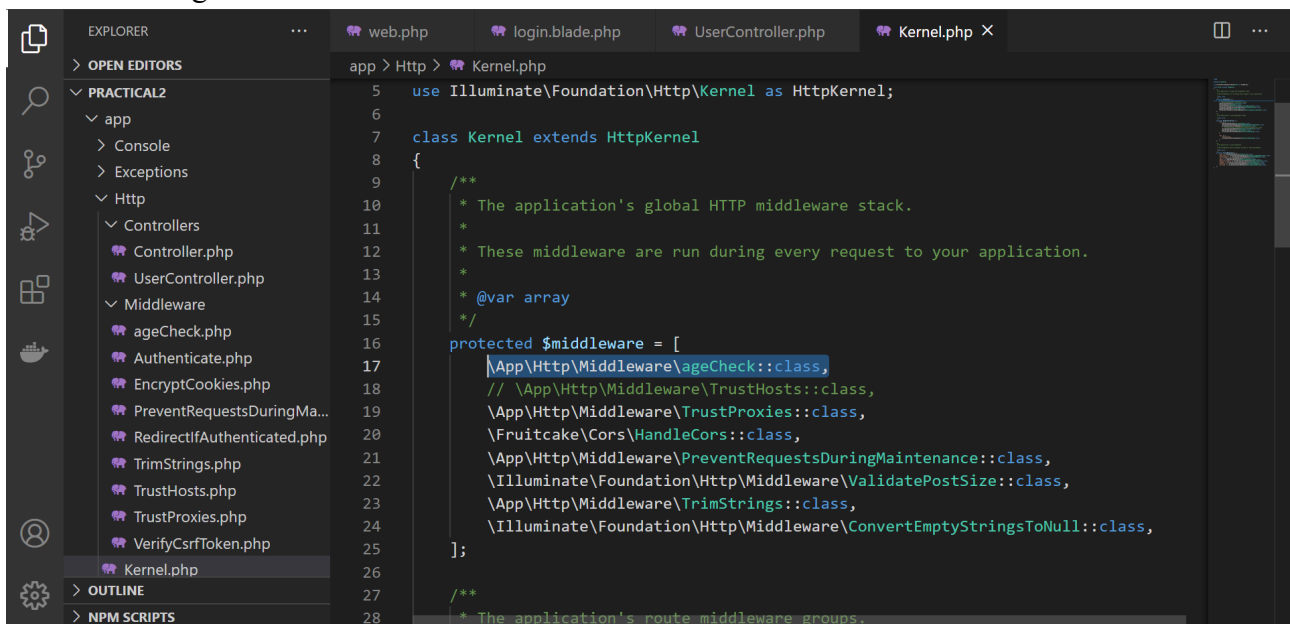 EXPLORER
OPEN EDITORS
PRACTICAL2
app
Console
Exceptions
Http
Controllers
Controller.php
UserController.php
Middleware
ageCheck.php
Authenticate.php
EncryptCookies.php
PreventRequestsDuringMa...
RedirectIfAuthenticated.php
TrimStrings.php
TrustHosts.php
TrustProxies.php
VerifyCsrfToken.php
Kernel.php
OUTLINE
NPM SCRIPTS
web.php login.blade.php UserController.php Kernel.php ×
app > Http > Kernel.php
5 use Illuminate\Foundation\Http\Kernel as HttpKernel;
6
7 class Kernel extends HttpKernel
8 {
9 /**
10 * The application's global HTTP middleware stack.
11 *
12 * These middleware are run during every request to your application.
13 *
14 * @var array
15 */
16 protected $middleware = [
17 \App\Http\Middleware\ageCheck::class,
18 // \App\Http\Middleware\TrustHosts::class,
19 \App\Http\Middleware\TrustProxies::class,
20 \Fruitcake\Cors\HandleCors::class,
21 \App\Http\Middleware\PreventRequestsDuringMaintenance::class,
22 \Illuminate\Foundation\Http\Middleware\ValidatePostSize::class,
23 \App\Http\Middleware\TrimStrings::class,
24 \Illuminate\Foundation\Http\Middleware\ConvertEmptyStringsToNull::class,
25 ];
26
27 /**
28 * The application's route middleware groups.